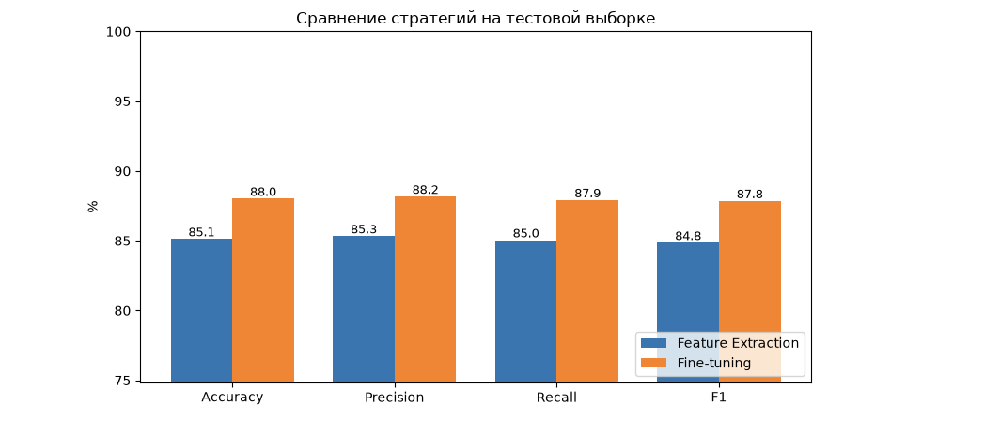 Сравнение стратегий на тестовой выборке
100
95
90
85
80
75
%
85.1
88.0
85.3
88.2
85.0
87.9
84.8
87.8
Feature Extraction
Fine-tuning
Accuracy
Precision
Recall
F1